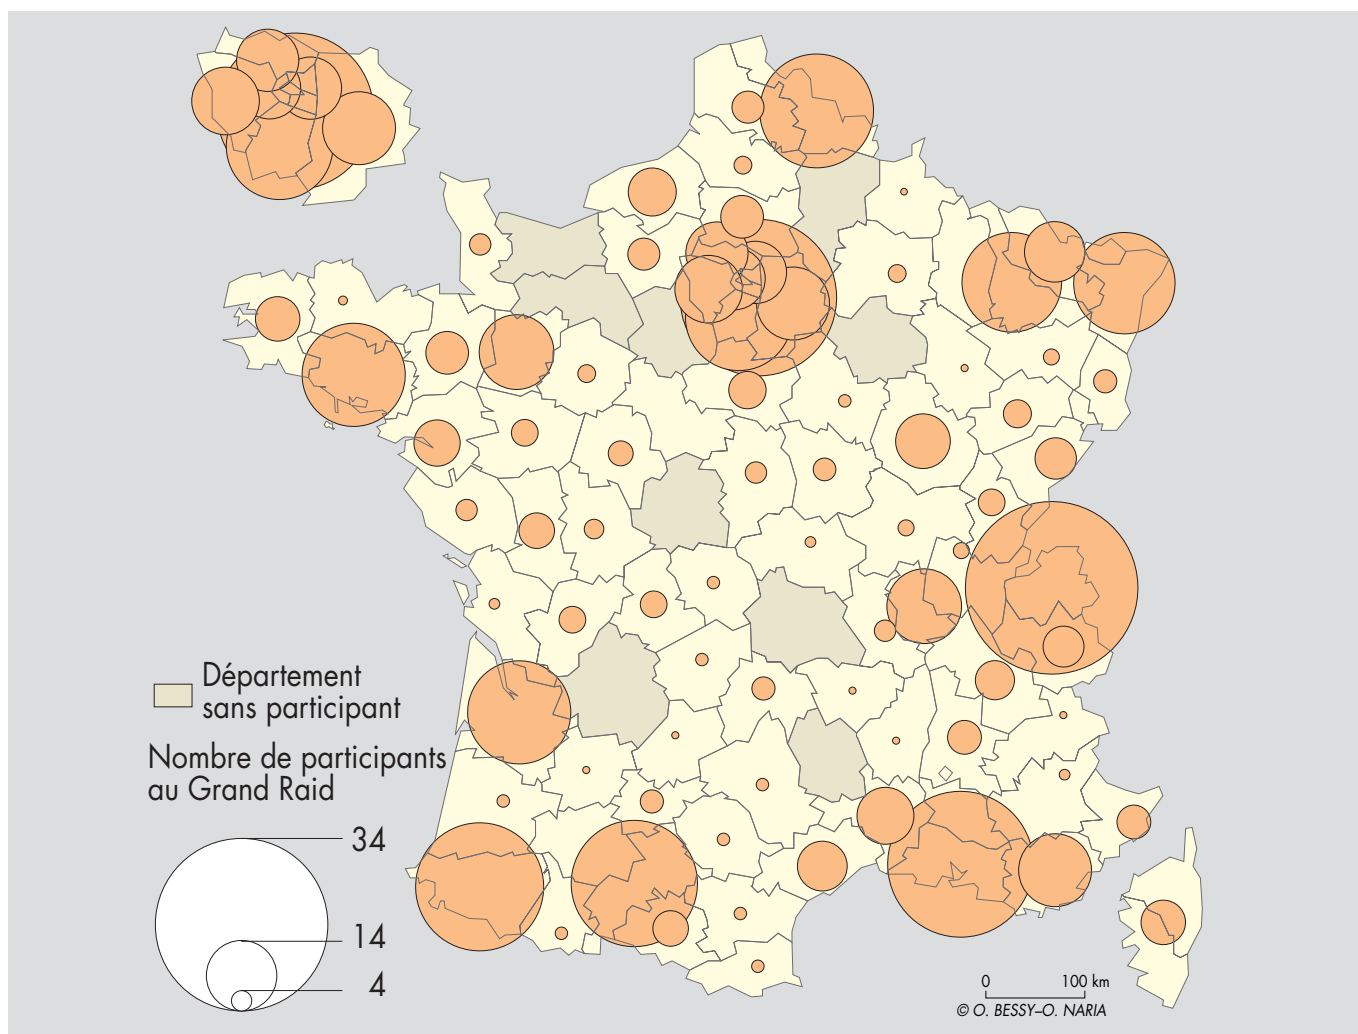 Département
sans participant
Nombre de participants
au Grand Raid
34
14
4
0 100 km
© O. BESSY–O. NARIA